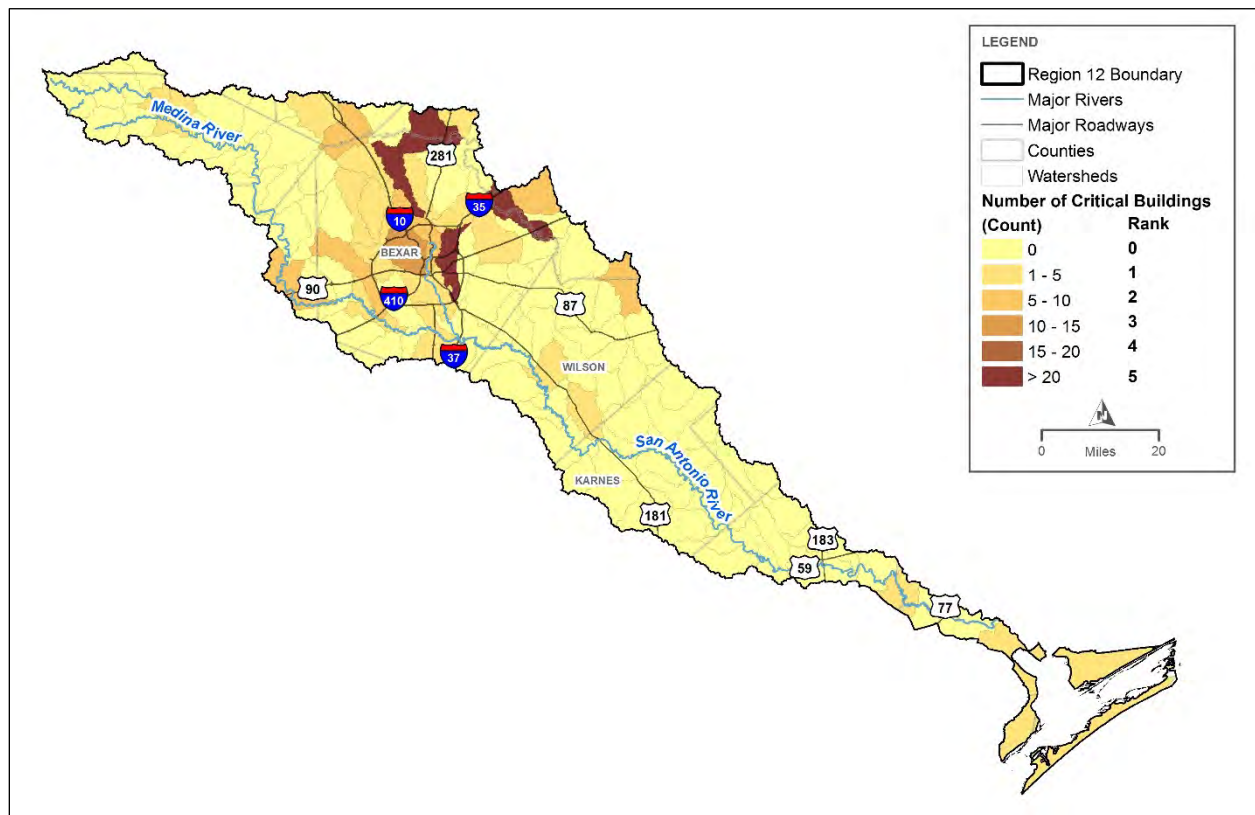 LEGEND
Region 12 Boundary
Major Rivers
Major Roadways
Counties
Watersheds
Number of Critical Buildings
(Count) Rank
0 0
1 - 5 1
5 - 10 2
10 - 15 3
15 - 20 4
> 20 5
N
0 20
Miles
Medina River
281
35
10
BEXAR
90
410
87
37
WILSON
San Antonio River
KARNES
181
183
59
77